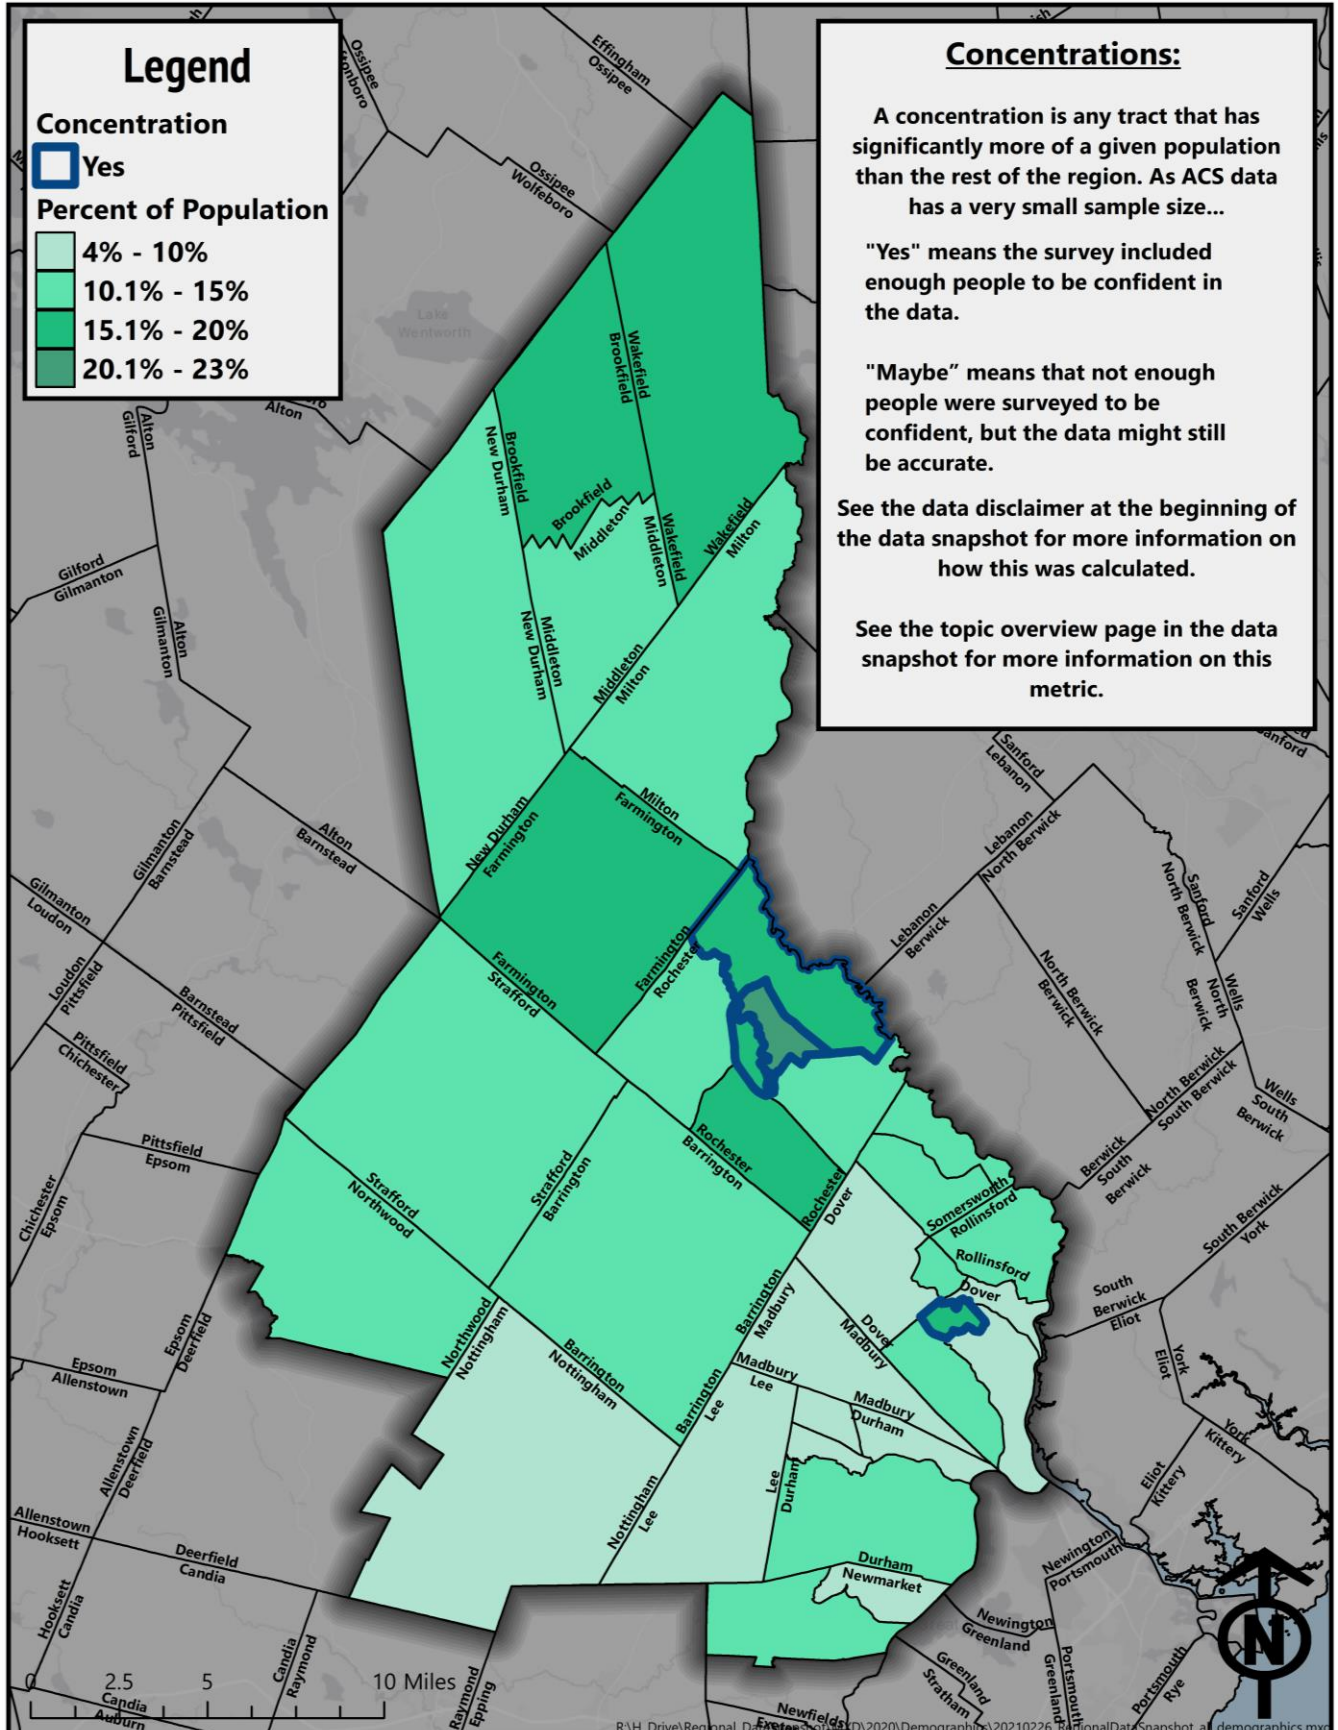 Legend
Concentration
Yes
Percent of Population
4% - 10%
10.1% - 15%
15.1% - 20%
20.1% - 23%
Concentrations:
A concentration is any tract that has
significantly more of a given population
than the rest of the region. As ACS data
has a very small sample size...
"Yes" means the survey included
enough people to be confident in
the data.
"Maybe” means that not enough
people were surveyed to be
confident, but the data might still
be accurate.
See the data disclaimer at the beginning of
the data snapshot for more information on
how this was calculated.
See the topic overview page in the data
snapshot for more information on this
metric.
Ossipee
Effingham
Ossipee
Ossipee
Wolfeboro
Lake
Wentworth
Alton
Alton
Gilford
Wakefield
Brookfield
Brookfield
New Durham
Brookfield
Middleton
Wakefield
Middleton
Wakefield
Milton
Gilford
Gilmanton
Alton
Gilmanton
Middleton
New Durham
Middleton
Milton
Sanford
Sanford
Lebanon
Milton
Farmington
New Durham
Farmington
Alton
Barnstead
Gilmanton
Barnstead
Lebanon
North Berwick
Gilmanton
Loudon
Sanford
North Berwick
Sanford
Wells
Lebanon
Berwick
Farmington
Rochester
Farmington
Strafford
Loudon
Pittsfield
Barnstead
Pittsfield
North Berwick
Berwick
Wells
North
Berwick
Pittsfield
Chichester
North Berwick
South Berwick
Wells
South
Berwick
Pittsfield
Epsom
Rochester
Barrington
Strafford
Barrington
Strafford
Northwood
Rochester
Dover
Somersworth
Rollinsford
Berwick
South
Berwick
Chichester
Epsom
South Berwick
York
Rollinsford
Dover
South
Berwick
Eliot
Barrington
Madbury
Dover
Madbury
Epsom
Deerfield
Northwood
Nottingham
Barrington
Nottingham
York
Eliot
Epsom
Allenstown
Madbury
Lee
Barrington
Lee
Madbury
Durham
York
Kittery
Allenstown
Deerfield
Lee
Durham
Eliot
Kittery
Nottingham
Lee
Allenstown
Hooksett
Deerfield
Candia
Durham
Newmarket
Newington
Portsmouth
Hooksett
Candia
Newington
Greenland
Candia
Raymond
Greenland
Stratham
Portsmouth
Greenland
Portsmouth
Rye
N
0 2.5 5 10 Miles
Candia
Auburn
Raymond
Epping
Newfields